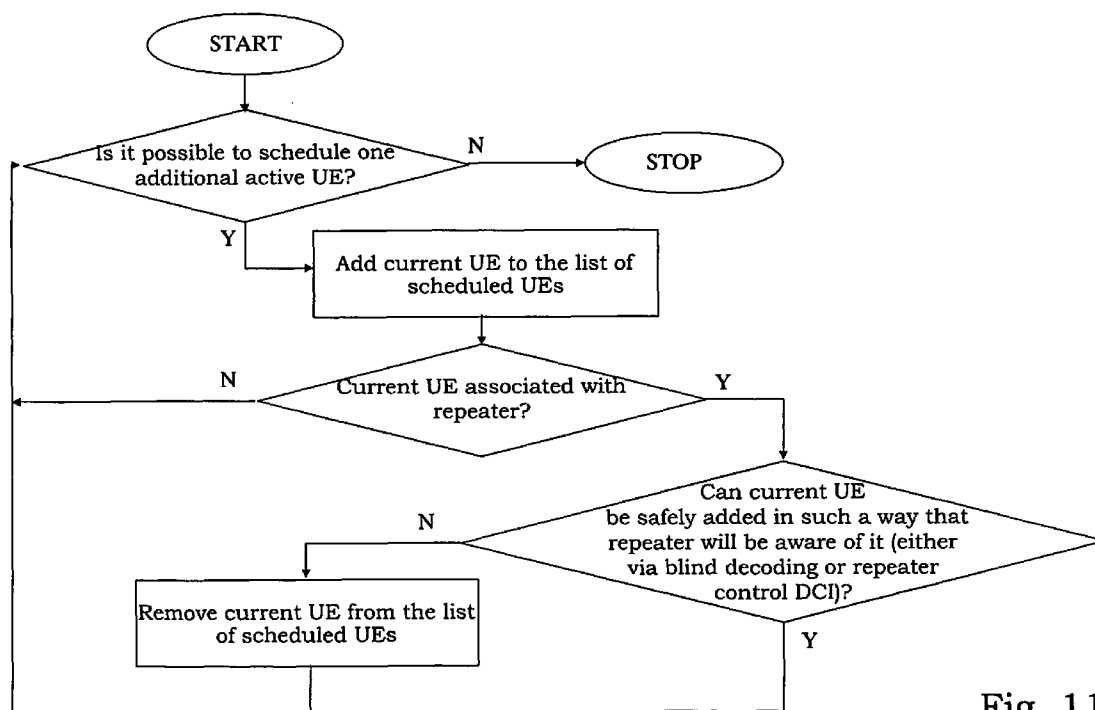 START
Is it possible to schedule one
additional active UE?
N
STOP
Y
Add current UE to the list of
scheduled UEs
N
Current UE associated with
repeater?
Y
Can current UE
be safely added in such a way that
repeater will be aware of it (either
via blind decoding or repeater
control DCI)?
N
Remove current UE from the list
of scheduled UEs
Y
Fig. 11